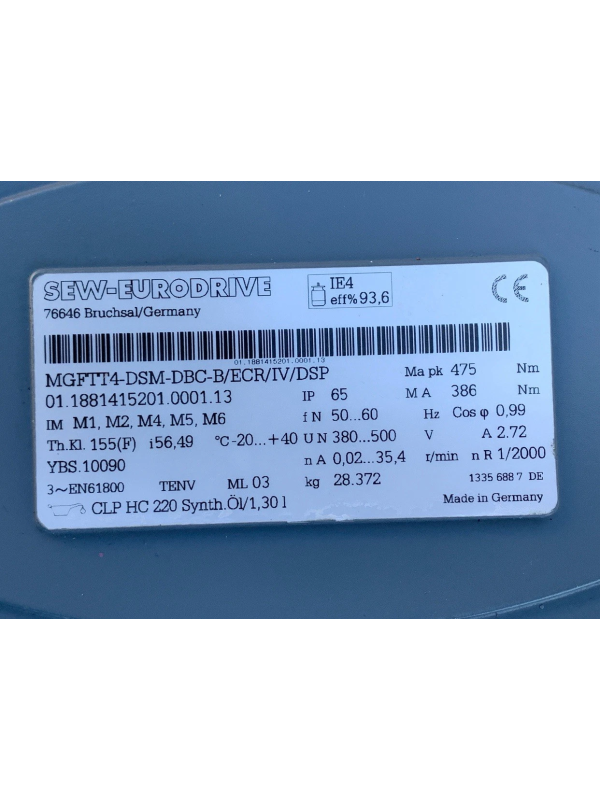 SEW-EURODRIVE
76646 Bruchsal/Germany
IE4
eff% 93,6
CE
01.1881415201.0001.13
MGFTT4-DSM-DBC-B/ECR/IV/DSP Ma pk 475 Nm
01.1881415201.0001.13 IP 65 M A 386 Nm
IM M1, M2, M4, M5, M6 f N 50...60 Hz Cos φ 0,99
Th.Kl. 155(F) i 56,49 °C -20...+40 U N 380...500 V A 2.72
YBS.10090 n A 0,02...35,4 r/min n R 1/2000
3~EN61800 TENV ML 03 kg 28.372 1335 688 7 DE
CLP HC 220 Synth.Öl/1,30 l Made in Germany